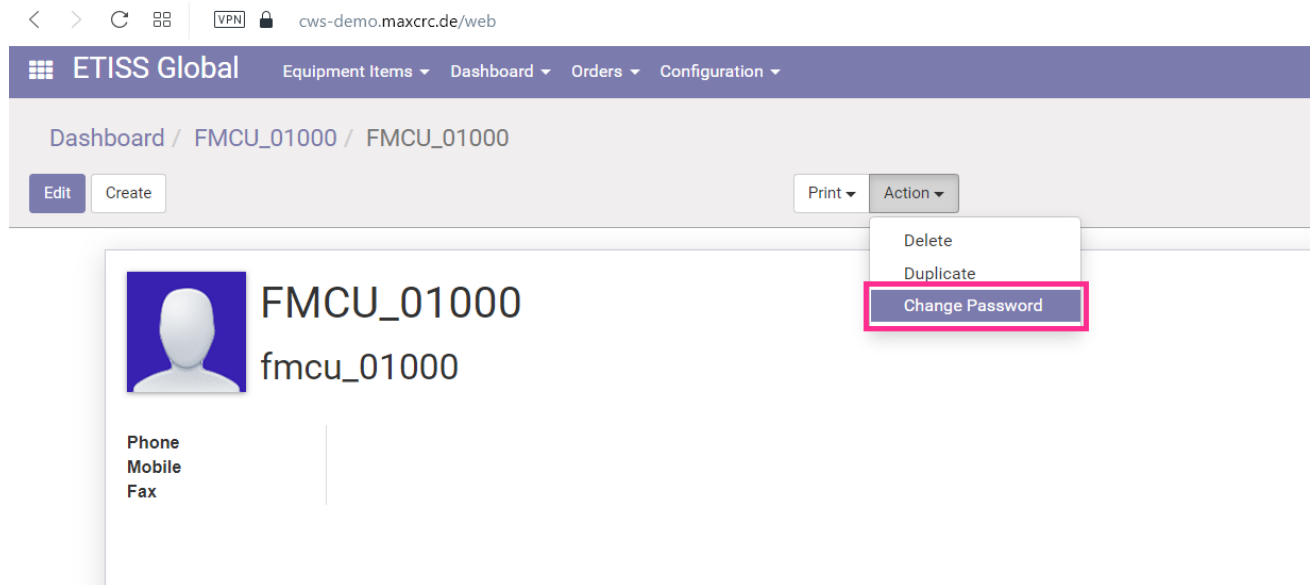 VPN cws-demo.maxcrc.de/web
ETISS Global Equipment Items Dashboard Orders Configuration
Dashboard / FMCU_01000 / FMCU_01000
Edit Create Print Action
Delete
Duplicate
Change Password
FMCU_01000
fmcu_01000
Phone
Mobile
Fax